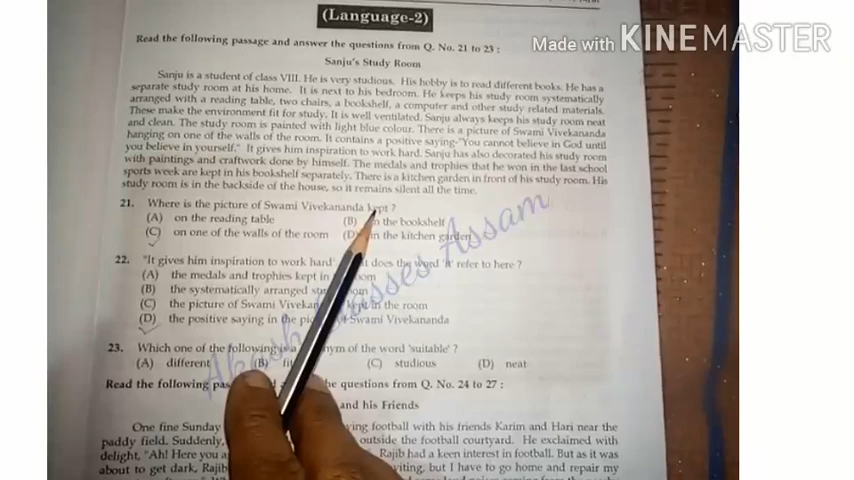 (Language-2)
Made with KINEMASTER
Read the following passage and answer the questions from Q. No. 21 to 23 :
Sanju's Study Room
Sanju is a student of class VIII. He is very studious. His hobby is to read different books. He has a
separate study room at his home. It is next to his bedroom. He keeps his study room systematically
arranged with a reading table, two chairs, a bookshelf, a computer and other study related materials.
These make the environment fit for study. It is well ventilated. Sanju always keeps his study room neat
and clean. The study room is painted with light blue colour. There is a picture of Swami Vivekananda
hanging on one of the walls of the room. It contains a positive saying-"You cannot believe in God until
you believe in yourself." It gives him inspiration to work hard. Sanju has also decorated his study room
with paintings and craftwork done by himself. The medals and trophies that he won in the last school
sports week are kept in his bookshelf separately. There is a kitchen garden in front of his study room. His
study room is in the backside of the house, so it remains silent all the time.
21. Where is the picture of Swami Vivekananda kept ?
(A) on the reading table (B) the bookshelf
(C) on one of the walls of the room (D) in the kitchen garden
22. "It gives him inspiration to work hard' does the word 'it' refer to here ?
(A) the medals and trophies kept in room
(B) the systematically arranged room
(C) the picture of Swami kept in the room
(D) the positive saying in the Swami Vivekananda
23. Which one of the following is a of the word 'suitable' ?
(A) different (B) fit (C) studious (D) neat
Read the following the questions from Q. No. 24 to 27 :
and his Friends
One fine Sunday football with his friends Karim and Hari near the
paddy field. Suddenly, outside the football courtyard. He exclaimed with
delight, "Ah! Here you Rajib had a keen interest in football. But as it was
about to get dark, Rajib but I have to go home and repair my
Akash Classes Assam